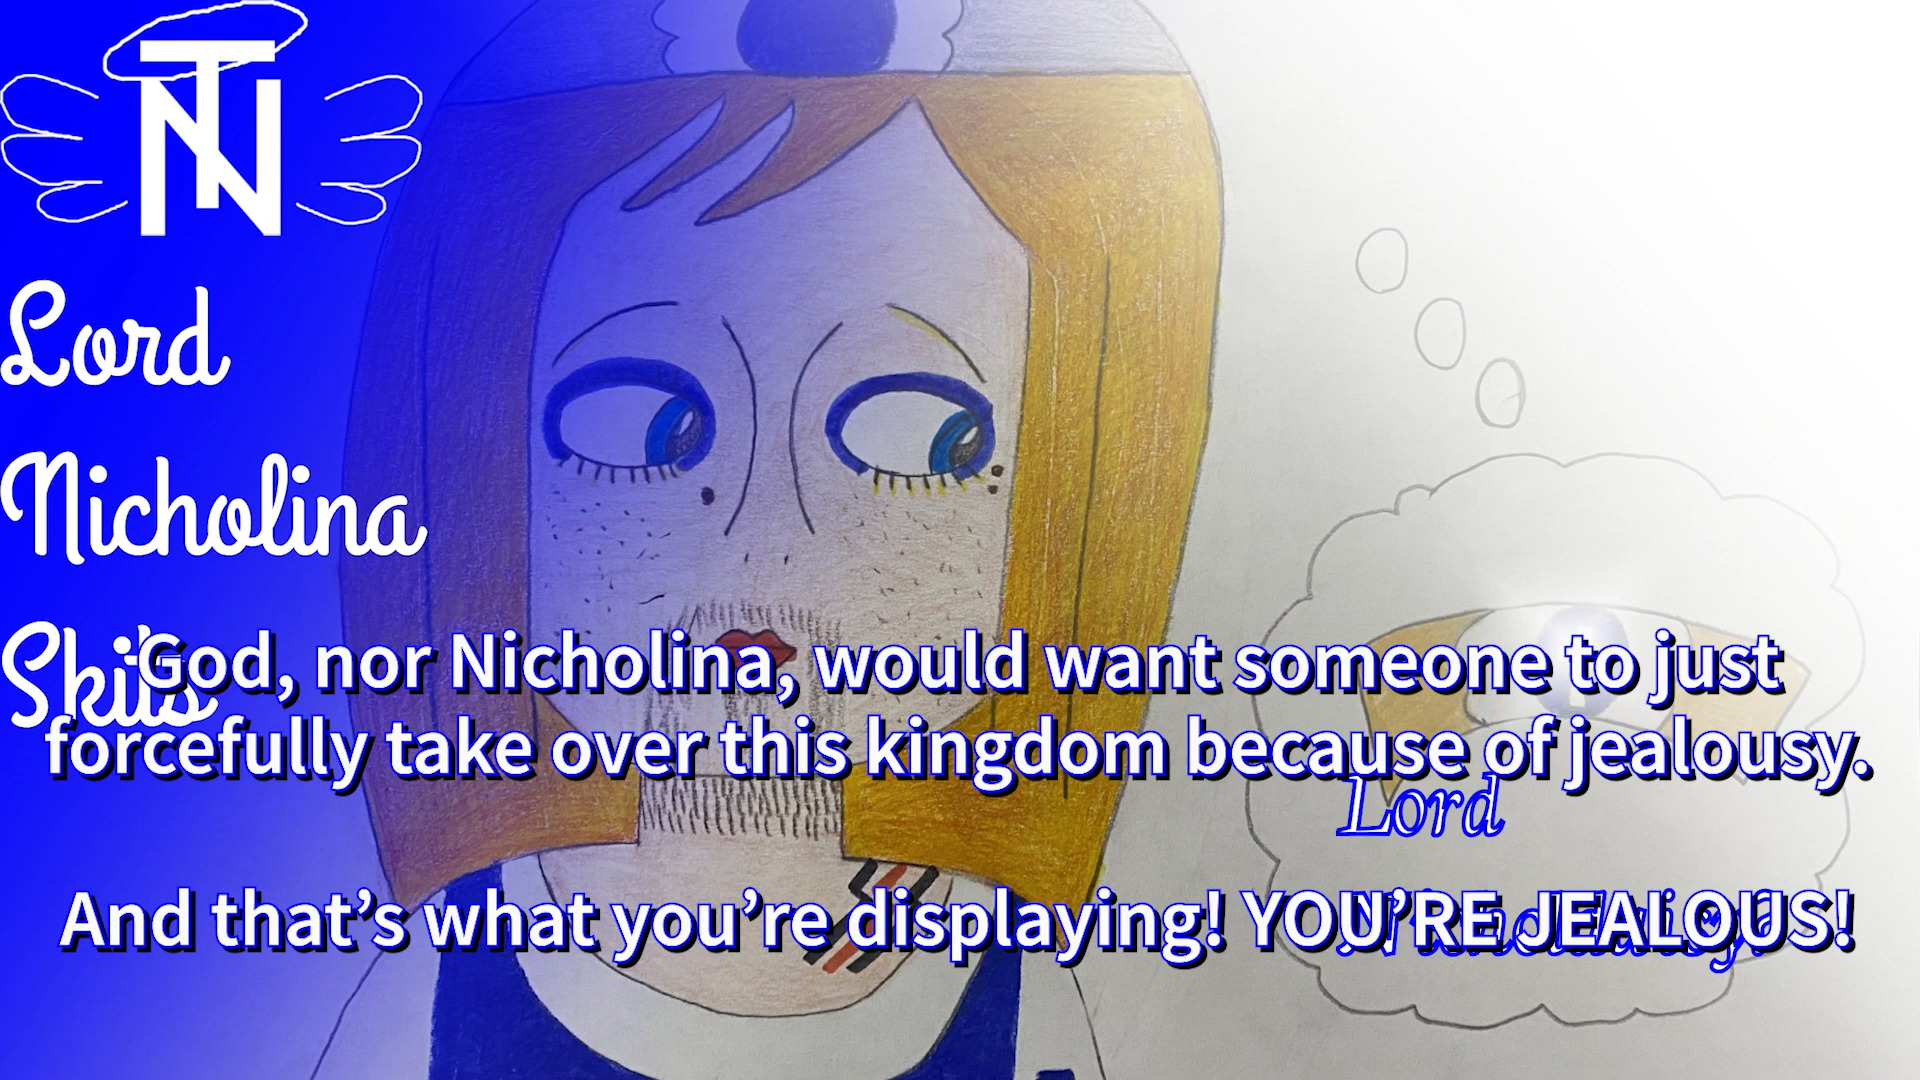 TN
Lord
Nicholina
Skits
God, nor Nicholina, would want someone to just
forcefully take over this kingdom because of jealousy.
Lord
And that’s what you’re displaying! YOU’RE JEALOUS!